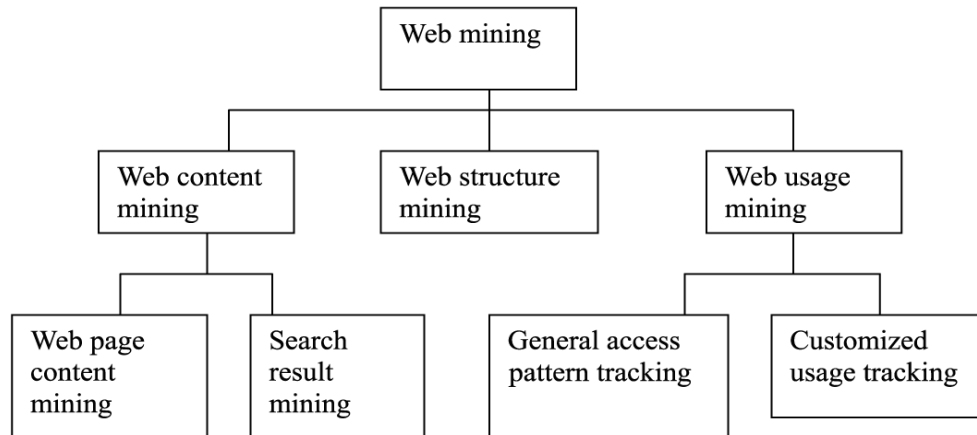 Web mining
Web content
mining
Web structure
mining
Web usage
mining
Web page
content
mining
Search
result
mining
General access
pattern tracking
Customized
usage tracking